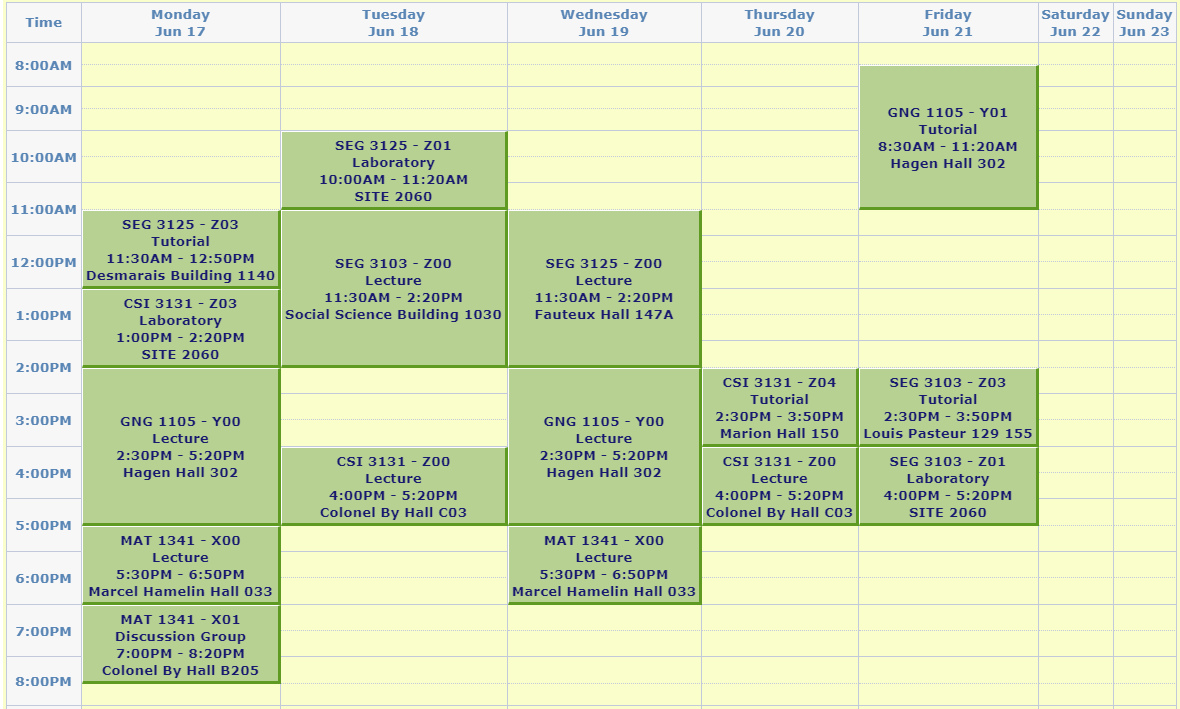 Time
Monday
Jun 17
Tuesday
Jun 18
Wednesday
Jun 19
Thursday
Jun 20
Friday
Jun 21
Saturday
Jun 22
Sunday
Jun 23
8:00AM
9:00AM
10:00AM
11:00AM
12:00PM
1:00PM
2:00PM
3:00PM
4:00PM
5:00PM
6:00PM
7:00PM
8:00PM
SEG 3125 - Z03
Tutorial
11:30AM - 12:50PM
Desmarais Building 1140
CSI 3131 - Z03
Laboratory
1:00PM - 2:20PM
SITE 2060
GNG 1105 - Y00
Lecture
2:30PM - 5:20PM
Hagen Hall 302
MAT 1341 - X00
Lecture
5:30PM - 6:50PM
Marcel Hamelin Hall 033
MAT 1341 - X01
Discussion Group
7:00PM - 8:20PM
Colonel By Hall B205
SEG 3125 - Z01
Laboratory
10:00AM - 11:20AM
SITE 2060
SEG 3103 - Z00
Lecture
11:30AM - 2:20PM
Social Science Building 1030
CSI 3131 - Z00
Lecture
4:00PM - 5:20PM
Colonel By Hall C03
SEG 3125 - Z00
Lecture
11:30AM - 2:20PM
Fauteux Hall 147A
GNG 1105 - Y00
Lecture
2:30PM - 5:20PM
Hagen Hall 302
MAT 1341 - X00
Lecture
5:30PM - 6:50PM
Marcel Hamelin Hall 033
CSI 3131 - Z04
Tutorial
2:30PM - 3:50PM
Marion Hall 150
CSI 3131 - Z00
Lecture
4:00PM - 5:20PM
Colonel By Hall C03
GNG 1105 - Y01
Tutorial
8:30AM - 11:20AM
Hagen Hall 302
SEG 3103 - Z03
Tutorial
2:30PM - 3:50PM
Louis Pasteur 129 155
SEG 3103 - Z01
Laboratory
4:00PM - 5:20PM
SITE 2060